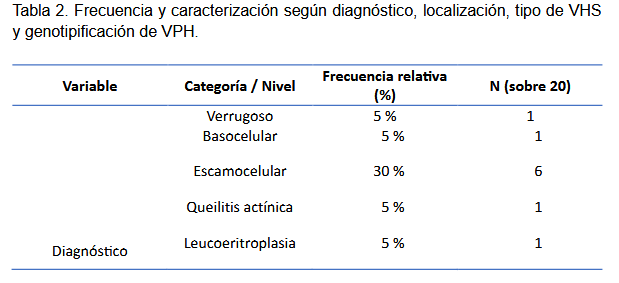 Tabla 2. Frecuencia y caracterización según diagnóstico, localización, tipo de VHS
y genotipificación de VPH.
Variable Categoría / Nivel Frecuencia relativa (%) N (sobre 20)
Verrugoso 5 % 1
Basocelular 5 % 1
Escamocelular 30 % 6
Queilitis actínica 5 % 1
Leucoeritroplasia 5 % 1
Diagnóstico